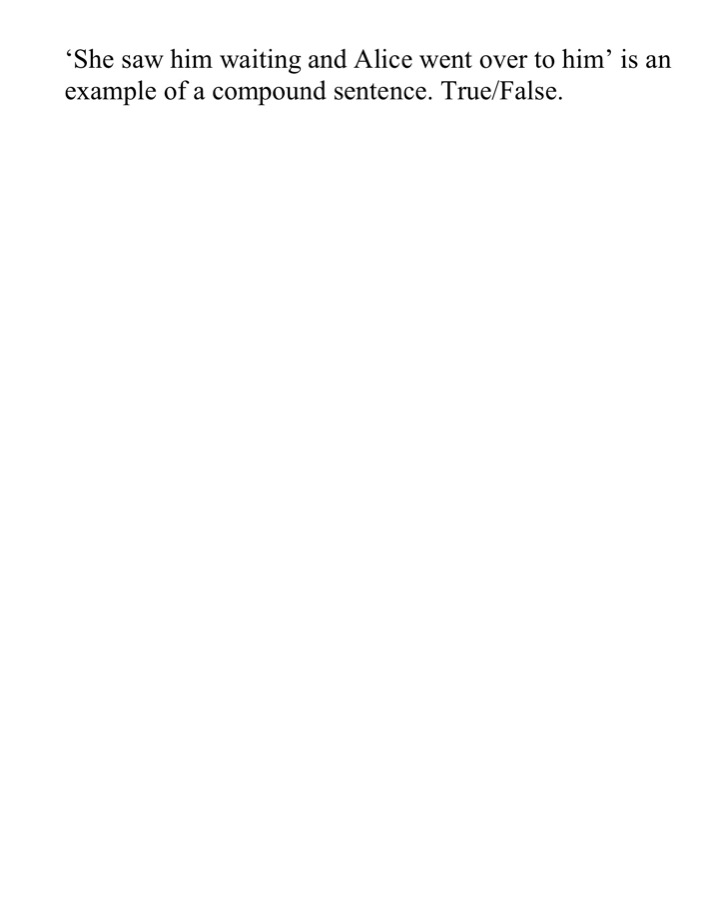 ‘She saw him waiting and Alice went over to him’ is an
example of a compound sentence. True/False.